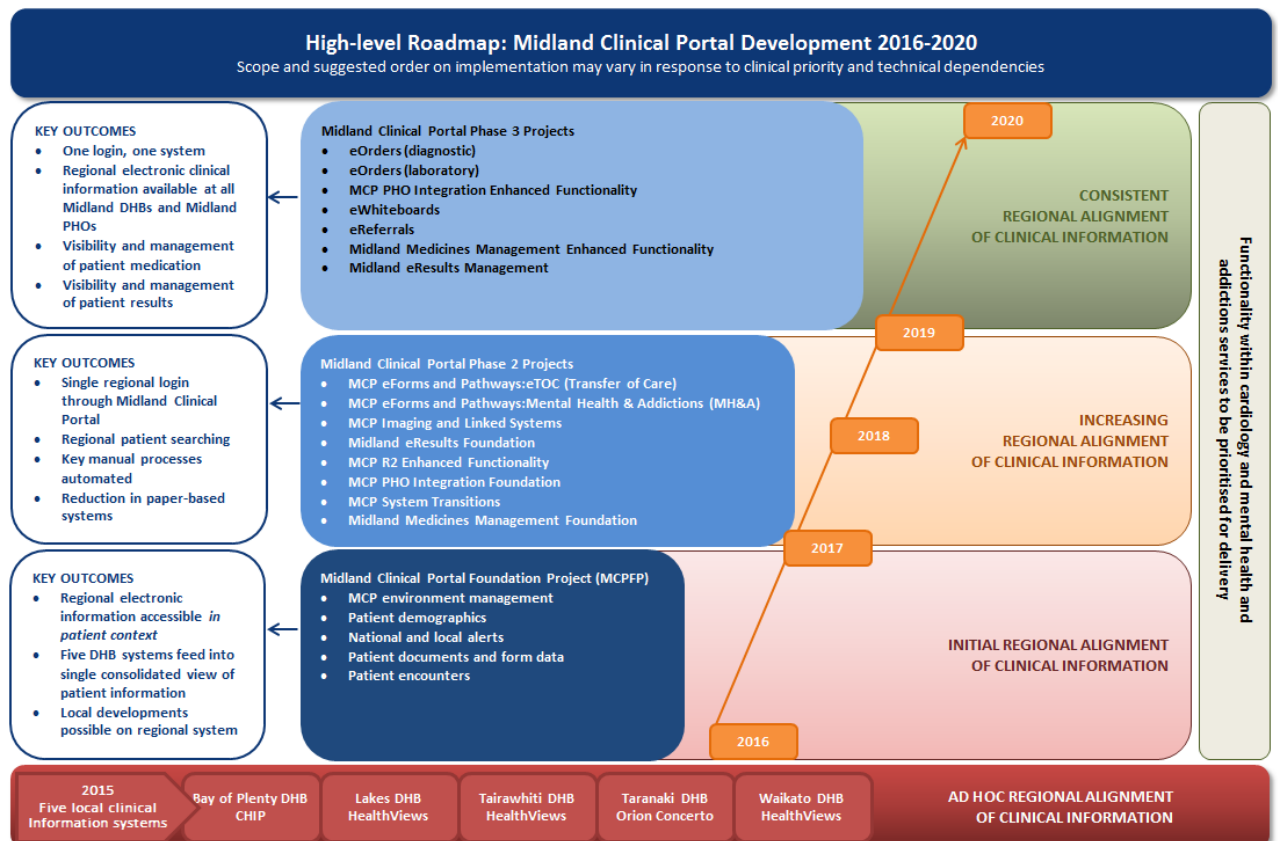 High-level Roadmap: Midland Clinical Portal Development 2016-2020
Scope and suggested order on implementation may vary in response to clinical priority and technical dependencies
KEY OUTCOMES
• One login, one system
• Regional electronic clinical
information available at all
Midland DHBs and Midland
PHOs
• Visibility and management
of patient medication
• Visibility and management
of patient results
Midland Clinical Portal Phase 3 Projects
• eOrders (diagnostic)
• eOrders (laboratory)
• MCP PHO Integration Enhanced Functionality
• eWhiteboards
• eReferrals
• Midland Medicines Management Enhanced Functionality
• Midland eResults Management
2020
CONSISTENT
REGIONAL ALIGNMENT
OF CLINICAL INFORMATION
2019
KEY OUTCOMES
• Single regional login
through Midland Clinical
Portal
• Regional patient searching
• Key manual processes
automated
• Reduction in paper-based
systems
Midland Clinical Portal Phase 2 Projects
• MCP eForms and Pathways:eTOC (Transfer of Care)
• MCP eForms and Pathways:Mental Health & Addictions (MH&A)
• MCP Imaging and Linked Systems
• Midland eResults Foundation
• MCP R2 Enhanced Functionality
• MCP PHO Integration Foundation
• MCP System Transitions
• Midland Medicines Management Foundation
2018
INCREASING
REGIONAL ALIGNMENT
OF CLINICAL INFORMATION
2017
KEY OUTCOMES
• Regional electronic
information accessible in
patient context
• Five DHB systems feed into
single consolidated view of
patient information
• Local developments
possible on regional system
Midland Clinical Portal Foundation Project (MCPFP)
• MCP environment management
• Patient demographics
• National and local alerts
• Patient documents and form data
• Patient encounters
INITIAL REGIONAL ALIGNMENT
OF CLINICAL INFORMATION
2016
Functionality within cardiology and mental health and
addictions services to be prioritised for delivery
2015
Five local clinical
Information systems
Bay of Plenty DHB
CHIP
Lakes DHB
HealthViews
Tairawhiti DHB
HealthViews
Taranaki DHB
Orion Concerto
Waikato DHB
HealthViews
AD HOC REGIONAL ALIGNMENT
OF CLINICAL INFORMATION